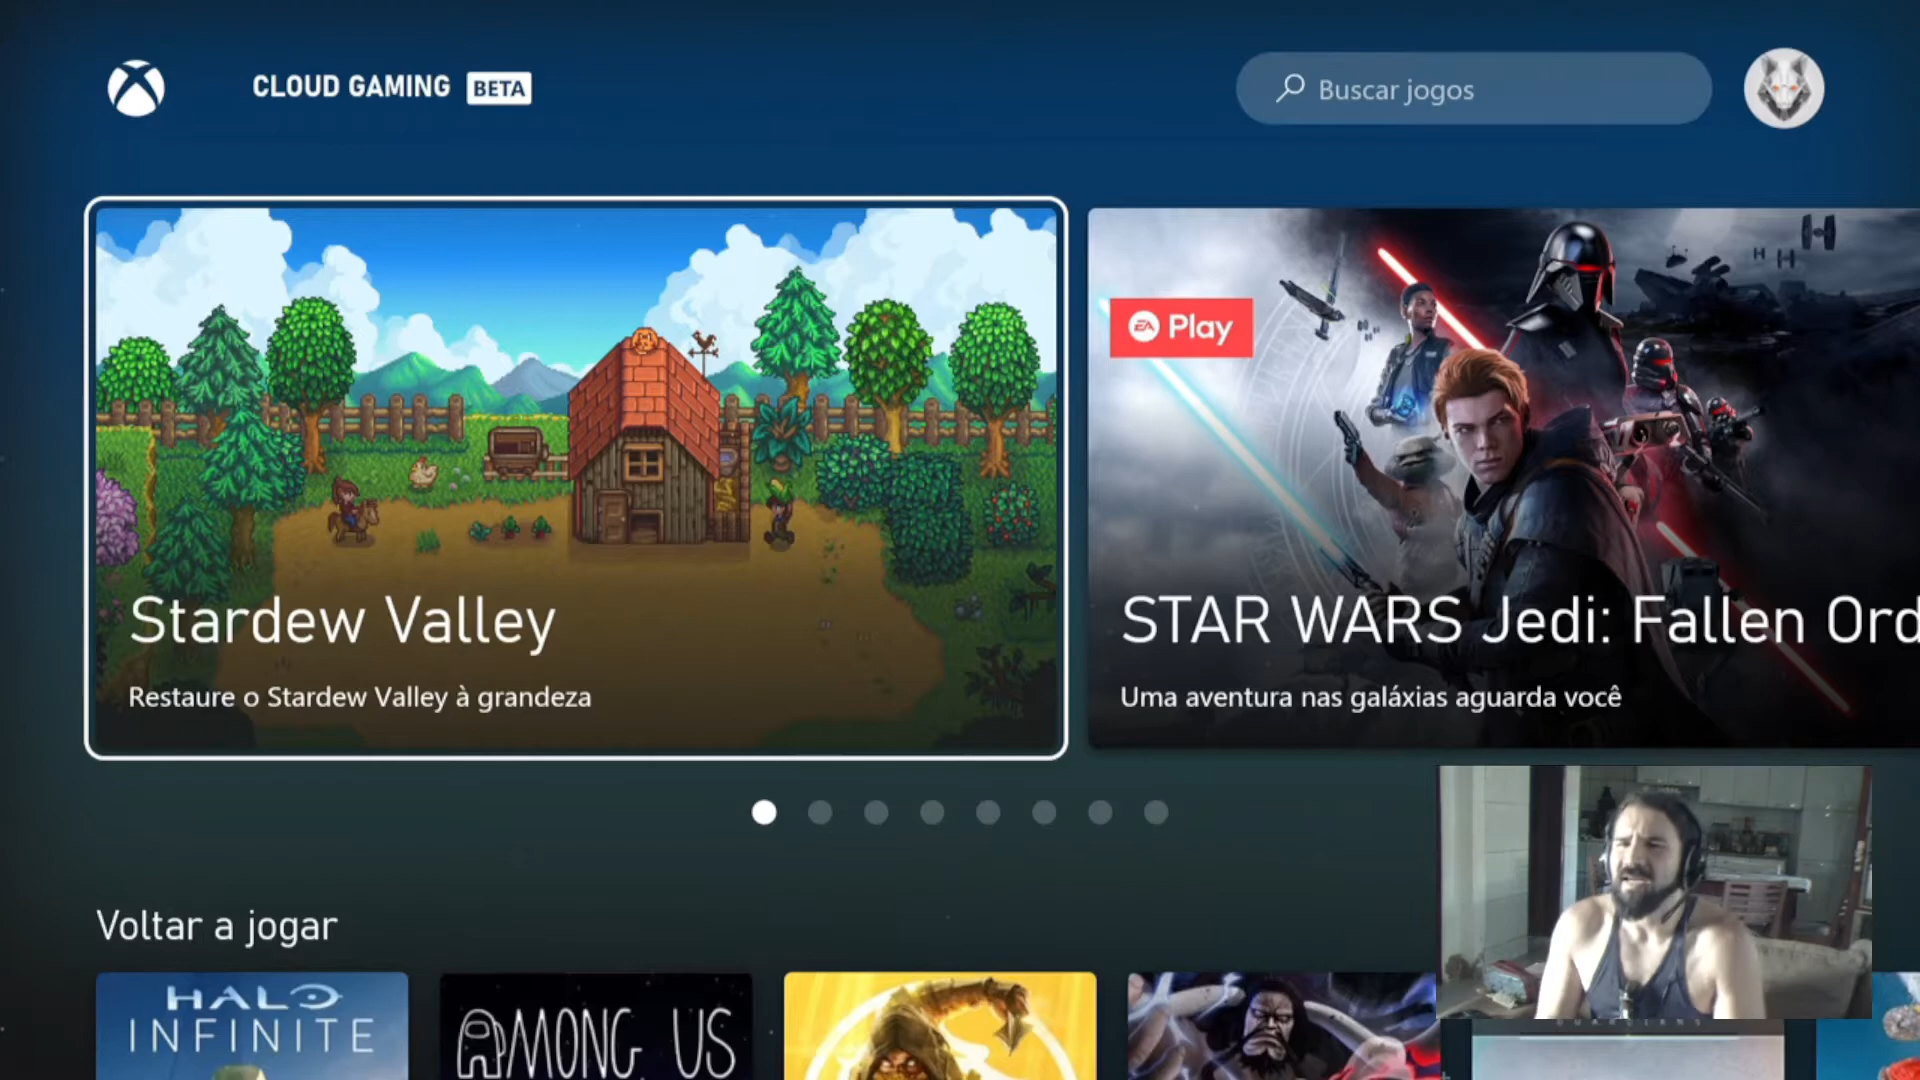 CLOUD GAMING BETA
Buscar jogos
EA Play
Stardew Valley
Restaure o Stardew Valley à grandeza
STAR WARS Jedi: Fallen Ord
Uma aventura nas galáxias aguarda você
Voltar a jogar
HALO
INFINITE
AMONG US